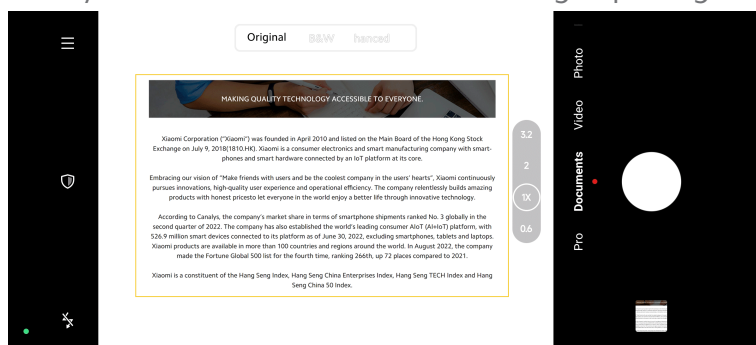 Original B&W hanced
MAKING QUALITY TECHNOLOGY ACCESSIBLE TO EVERYONE.
Xiaomi Corporation ("Xiaomi") was founded in April 2010 and listed on the Main Board of the Hong Kong Stock
Exchange on July 9, 2018(1810.HK). Xiaomi is a consumer electronics and smart manufacturing company with smart-
phones and smart hardware connected by an IoT platform at its core.
Embracing our vision of "Make friends with users and be the coolest company in the users' hearts", Xiaomi continuously
pursues innovations, high-quality user experience and operational efficiency. The company relentlessly builds amazing
products with honest pricesto let everyone in the world enjoy a better life through innovative technology.
According to Canalys, the company's market share in terms of smartphone shipments ranked No. 3 globally in the
second quarter of 2022. The company has also established the world's leading consumer AIoT (AI+IoT) platform, with
526.9 million smart devices connected to its platform as of June 30, 2022, excluding smartphones, tablets and laptops.
Xiaomi products are available in more than 100 countries and regions around the world. In August 2022, the company
made the Fortune Global 500 list for the fourth time, ranking 266th, up 72 places compared to 2021.
Xiaomi is a constituent of the Hang Seng Index, Hang Seng China Enterprises Index, Hang Seng TECH Index and Hang
Seng China 50 Index.
3.2
2
1X
0.6
Photo
Video
Documents
Pro